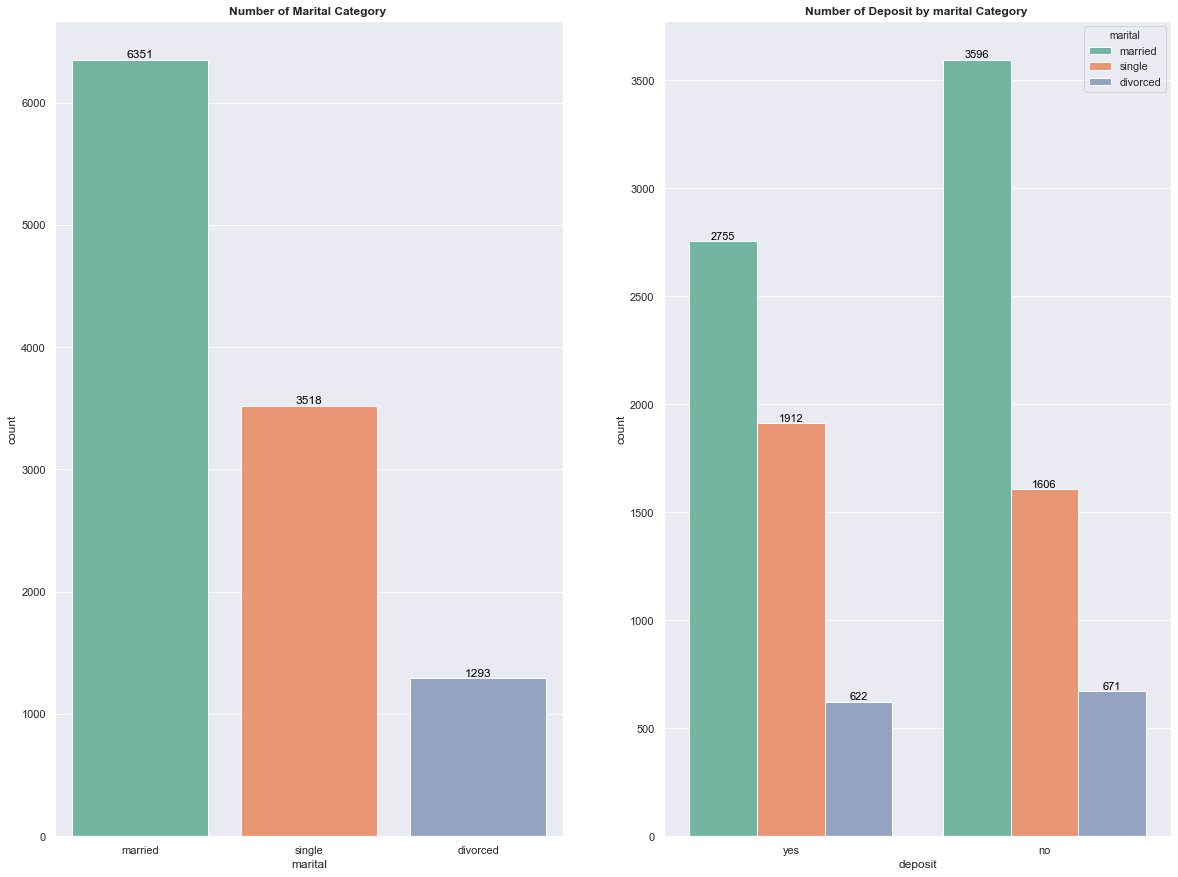 Number of Marital Category
6351
3518
1293
6000
5000
4000
3000
2000
1000
0
count
married
single
divorced
marital
Number of Deposit by marital Category
marital
married
single
divorced
3596
2755
1912
1606
622
671
3500
3000
2500
2000
1500
1000
500
0
count
yes
no
deposit